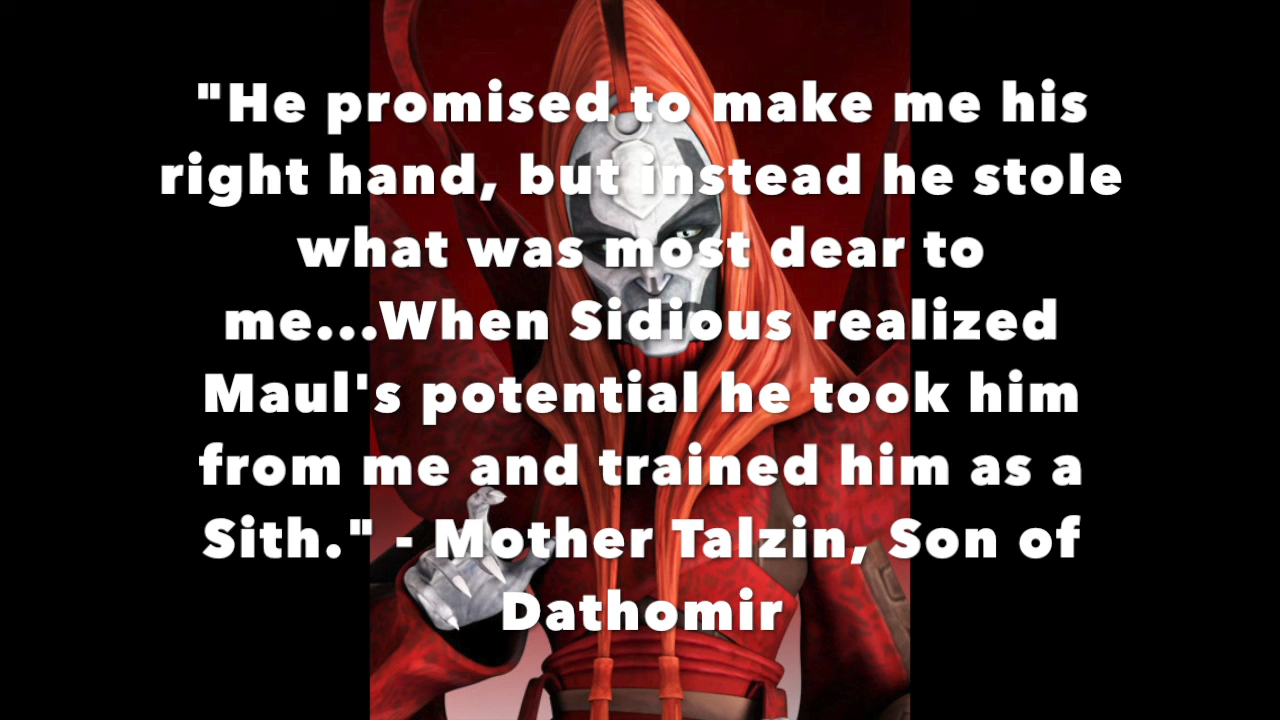 "He promised to make me his
right hand, but instead he stole
what was most dear to
me...When Sidious realized
Maul's potential he took him
from me and trained him as a
Sith." - Mother Talzin, Son of
Dathomir